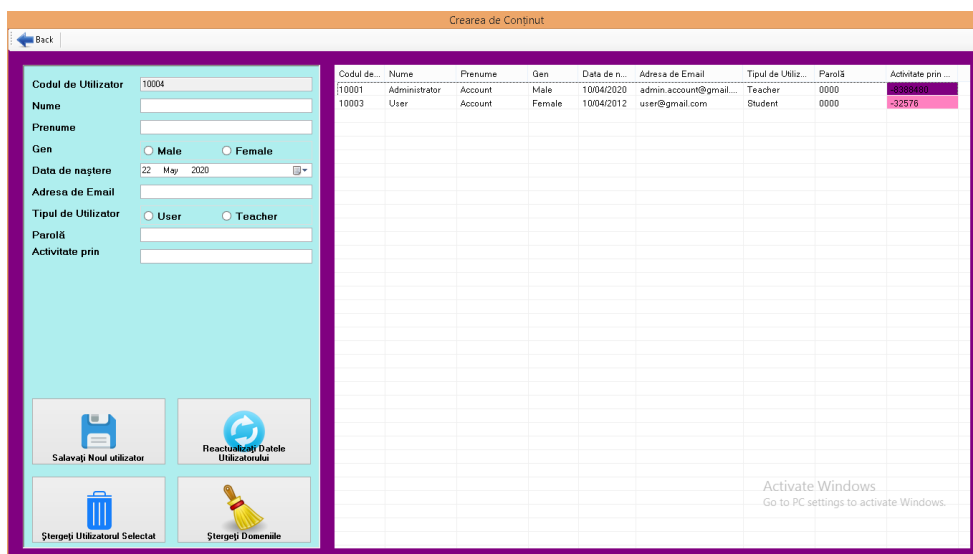 Crearea de Conținut
Back
Codul de Utilizator 10004
Nume
Prenume
Gen Male Female
Data de naștere 22 May 2020
Adresa de Email
Tipul de Utilizator User Teacher
Parolă
Activitate prin
Salavați Noul utilizator
Reactualizați Datele
Utilizatorului
Ștergeți Utilizatorul Selectat
Ștergeți Domeniile
Codul de... Nume Prenume Gen Data de n... Adresa de Email Tipul de Utiliz... Parolă Activitate prin ...
10001 Administrator Account Male 10/04/2020 admin.account@gmail.... Teacher 0000
10003 User Account Female 10/04/2012 user@gmail.com Student 0000 -32576
Activate Windows
Go to PC settings to activate Windows.